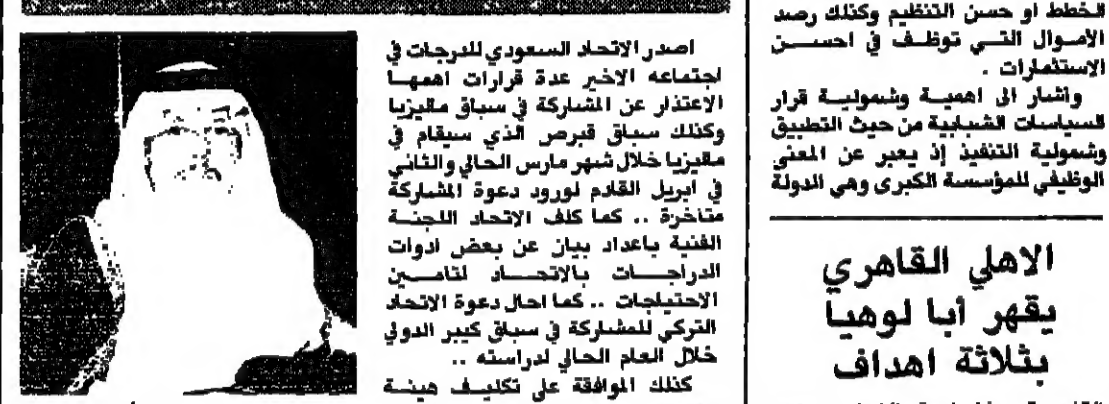 الخطط او حسن التنظيم وكذلك رصد
الاموال التي توظف في احسن
الاستثمارات .
واشار الى اهمية وشمولية قرار
السياسات الشبابية من حيث التطبيق
وشمولية التنفيذ إذ يعبر عن المعنى
الوظيفي للمؤسسة الكبرى وهي الدولة
الاهلي القاهري
يقهر أبا لوهيا
بثلاثة اهداف
اصدر الاتحاد السعودي للدرجات في
اجتماعه الاخير عدة قرارات اهمها
الاعتذار عن المشاركة في سباق ماليزيا
وكذلك سباق قبرص الذي سيقام في
ماليزيا خلال شهر مارس الحالي والثاني
في ابريل القادم لورود دعوة المشاركة
متاخرة .. كما كلف الاتحاد اللجنة
الفنية باعداد بيان عن بعض ادوات
الدراجات بالاتحاد لتامين
الاحتياجات .. كما احال دعوة الاتحاد
التركي للمشاركة في سباق كبير الدولي
خلال العام الحالي لدراسته ..
كذلك الموافقة على تكليف هيئة